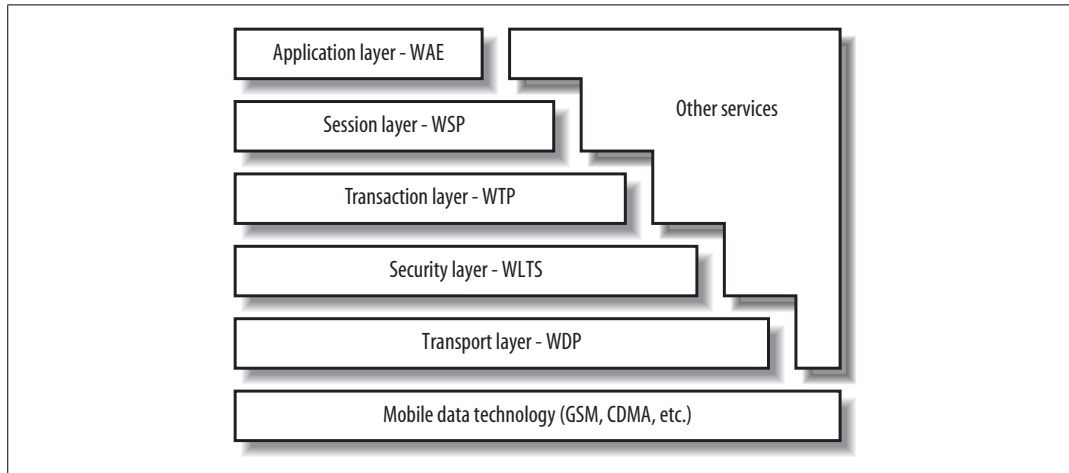 Application layer - WAE
Other services
Session layer - WSP
Transaction layer - WTP
Security layer - WLTS
Transport layer - WDP
Mobile data technology (GSM, CDMA, etc.)